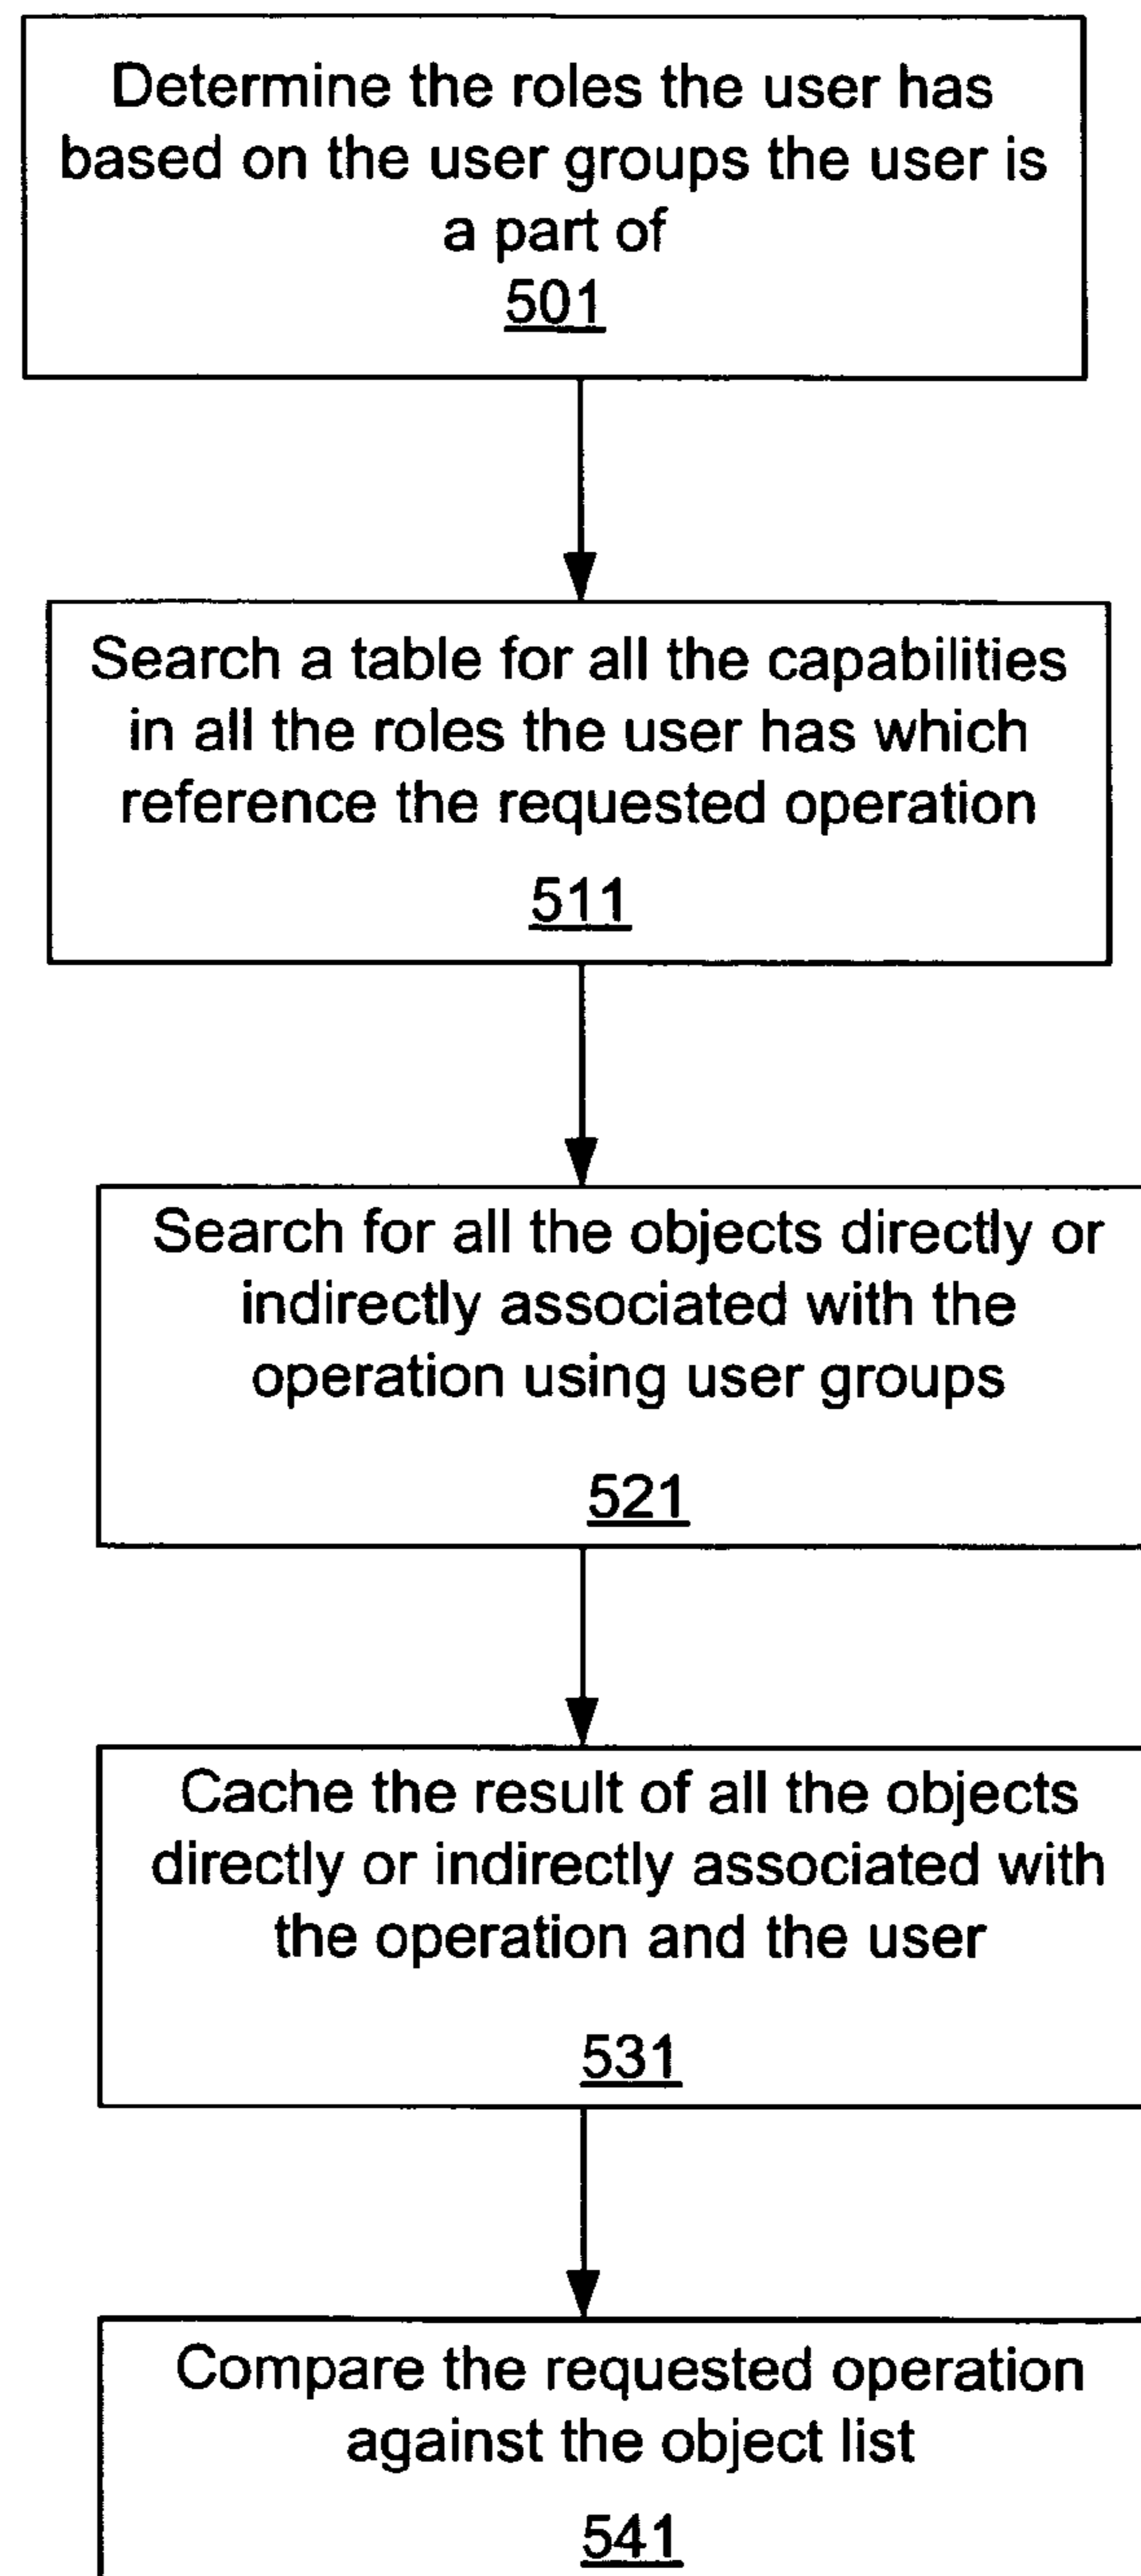 Determine the roles the user has
based on the user groups the user is
a part of
501
Search a table for all the capabilities
in all the roles the user has which
reference the requested operation
511
Search for all the objects directly or
indirectly associated with the
operation using user groups
521
Cache the result of all the objects
directly or indirectly associated with
the operation and the user
531
Compare the requested operation
against the object list
541